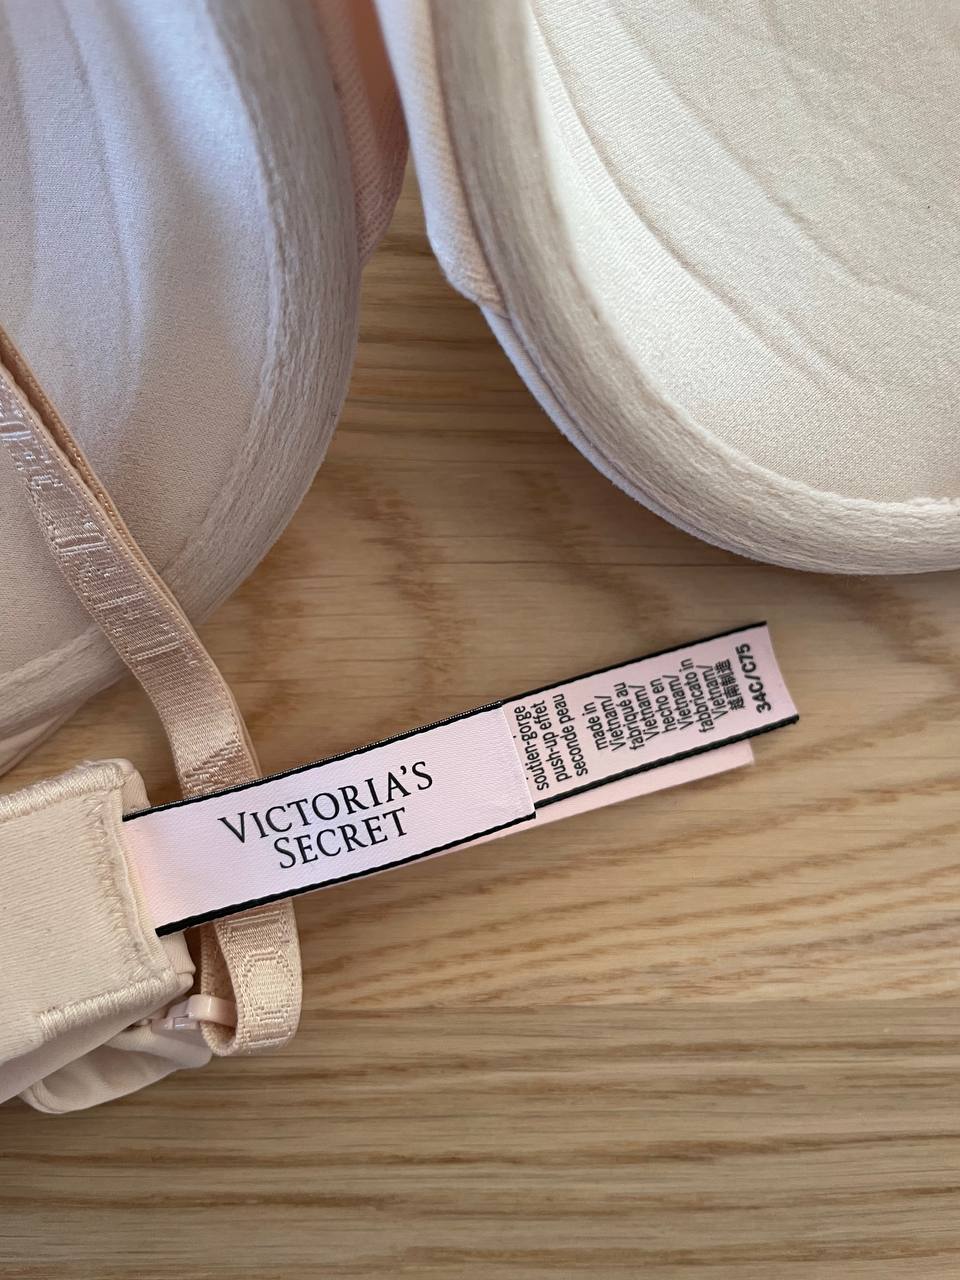 VICTORIA'S
SECRET
soutien-gorge
push-up effet
seconde peau
made in
Vietnam/
fabriqué au
Vietnam/
hecho en
Vietnam/
fabbricato in
Vietnam/
越南制造
34C/C75